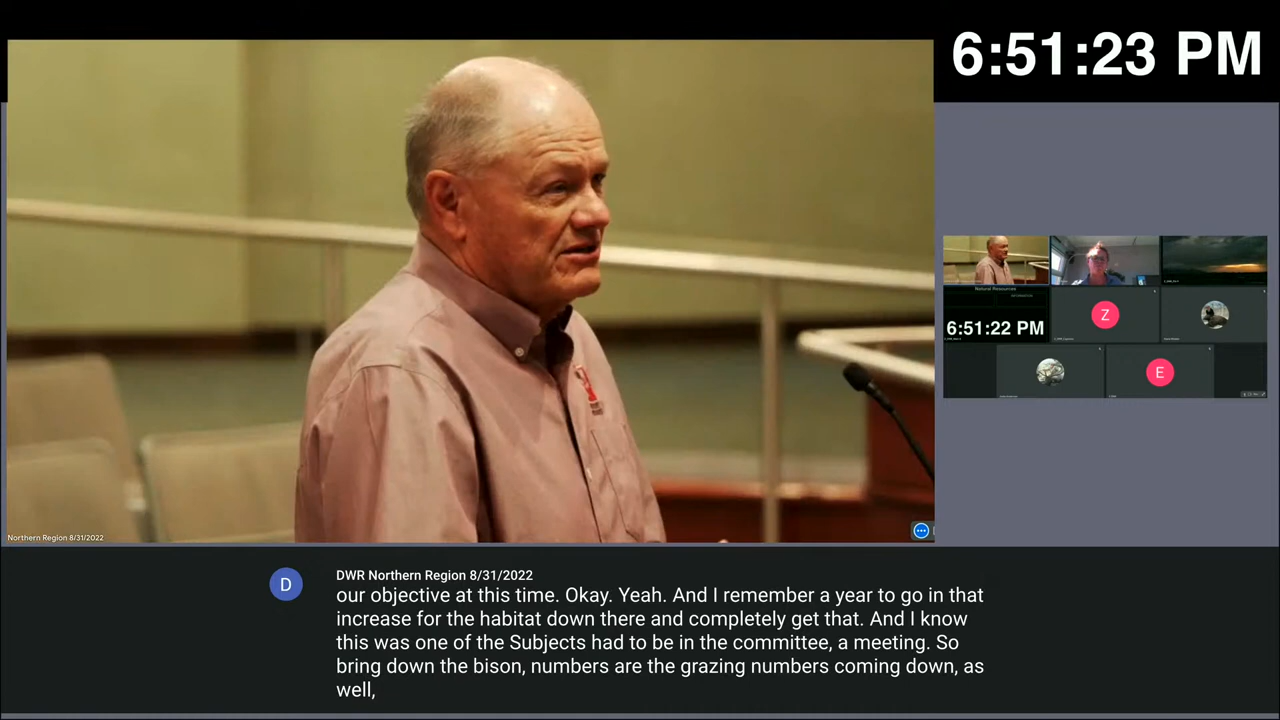 6:51:23 PM
Natural Resources
6:51:22 PM
Z
E
Northern Region 8/31/2022
D
DWR Northern Region 8/31/2022
our objective at this time. Okay. Yeah. And I remember a year to go in that
increase for the habitat down there and completely get that. And I know
this was one of the Subjects had to be in the committee, a meeting. So
bring down the bison, numbers are the grazing numbers coming down, as
well,